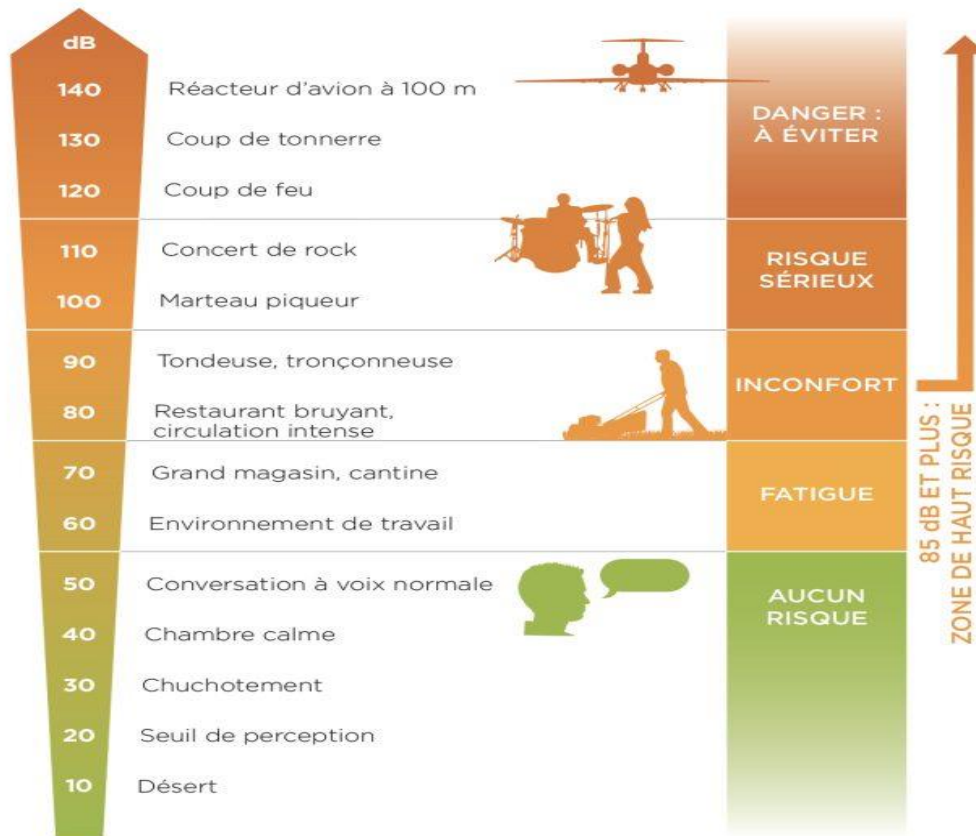 dB
140 Réacteur d'avion à 100 m
130 Coup de tonnerre
120 Coup de feu
DANGER :
À ÉVITER
110 Concert de rock
100 Marteau piqueur
RISQUE
SÉRIEUX
90 Tondeuse, tronçonneuse
80 Restaurant bruyant,
circulation intense
INCONFORT
70 Grand magasin, cantine
60 Environnement de travail
FATIGUE
50 Conversation à voix normale
40 Chambre calme
30 Chuchotement
20 Seuil de perception
10 Désert
AUCUN
RISQUE
85 dB ET PLUS :
ZONE DE HAUT RISQUE